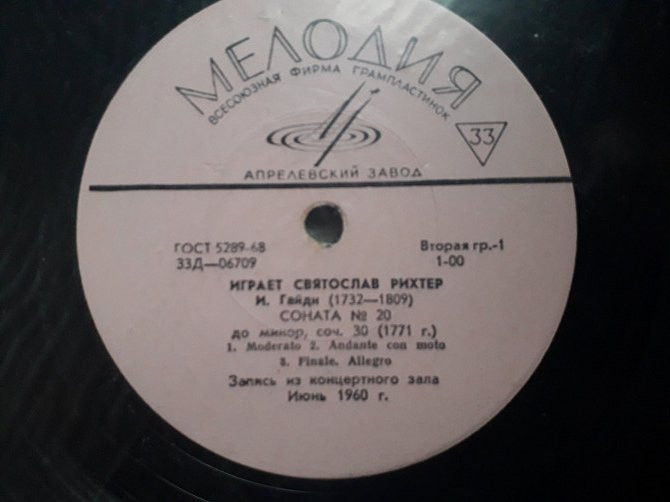 МЕЛОДИЯ
ВСЕСОЮЗНАЯ ФИРМА ГРАМПЛАСТИНОК
33
АПРЕЛЕВСКИЙ ЗАВОД
ГОСТ 5289-68
Вторая гр.-1
33Д—06709
1-00
ИГРАЕТ СВЯТОСЛАВ РИХТЕР
И. Гайдн (1732—1809)
СОНАТА № 20
до минор, соч. 30 (1771 г.)
1. Moderato 2. Andante con moto
3. Finale. Allegro
Запись из концертного зала
Июнь 1960 г.